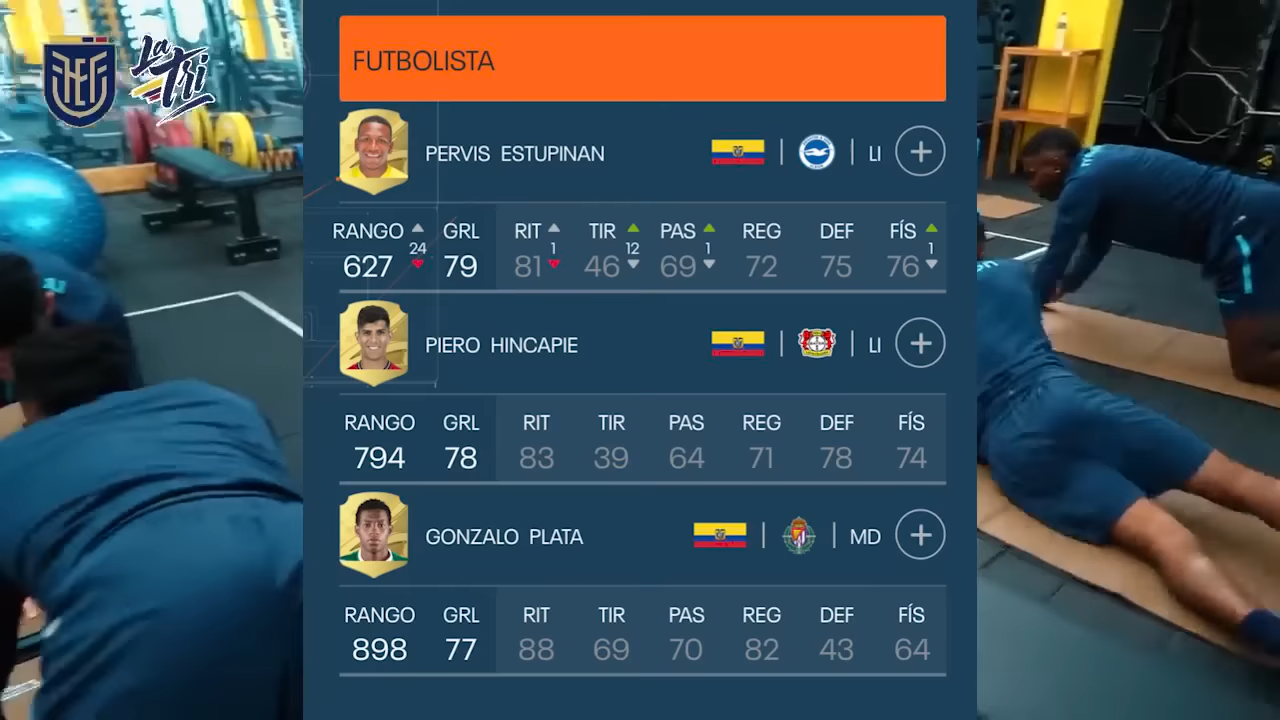 FEF
La
Tri
FUTBOLISTA
PERVIS ESTUPINAN | | LI
RANGO GRL RIT TIR PAS REG DEF FÍS
24 1 12 1 1
627 79 81 46 69 72 75 76
PIERO HINCAPIE | | LI
RANGO GRL RIT TIR PAS REG DEF FÍS
794 78 83 39 64 71 78 74
GONZALO PLATA | | MD
RANGO GRL RIT TIR PAS REG DEF FÍS
898 77 88 69 70 82 43 64